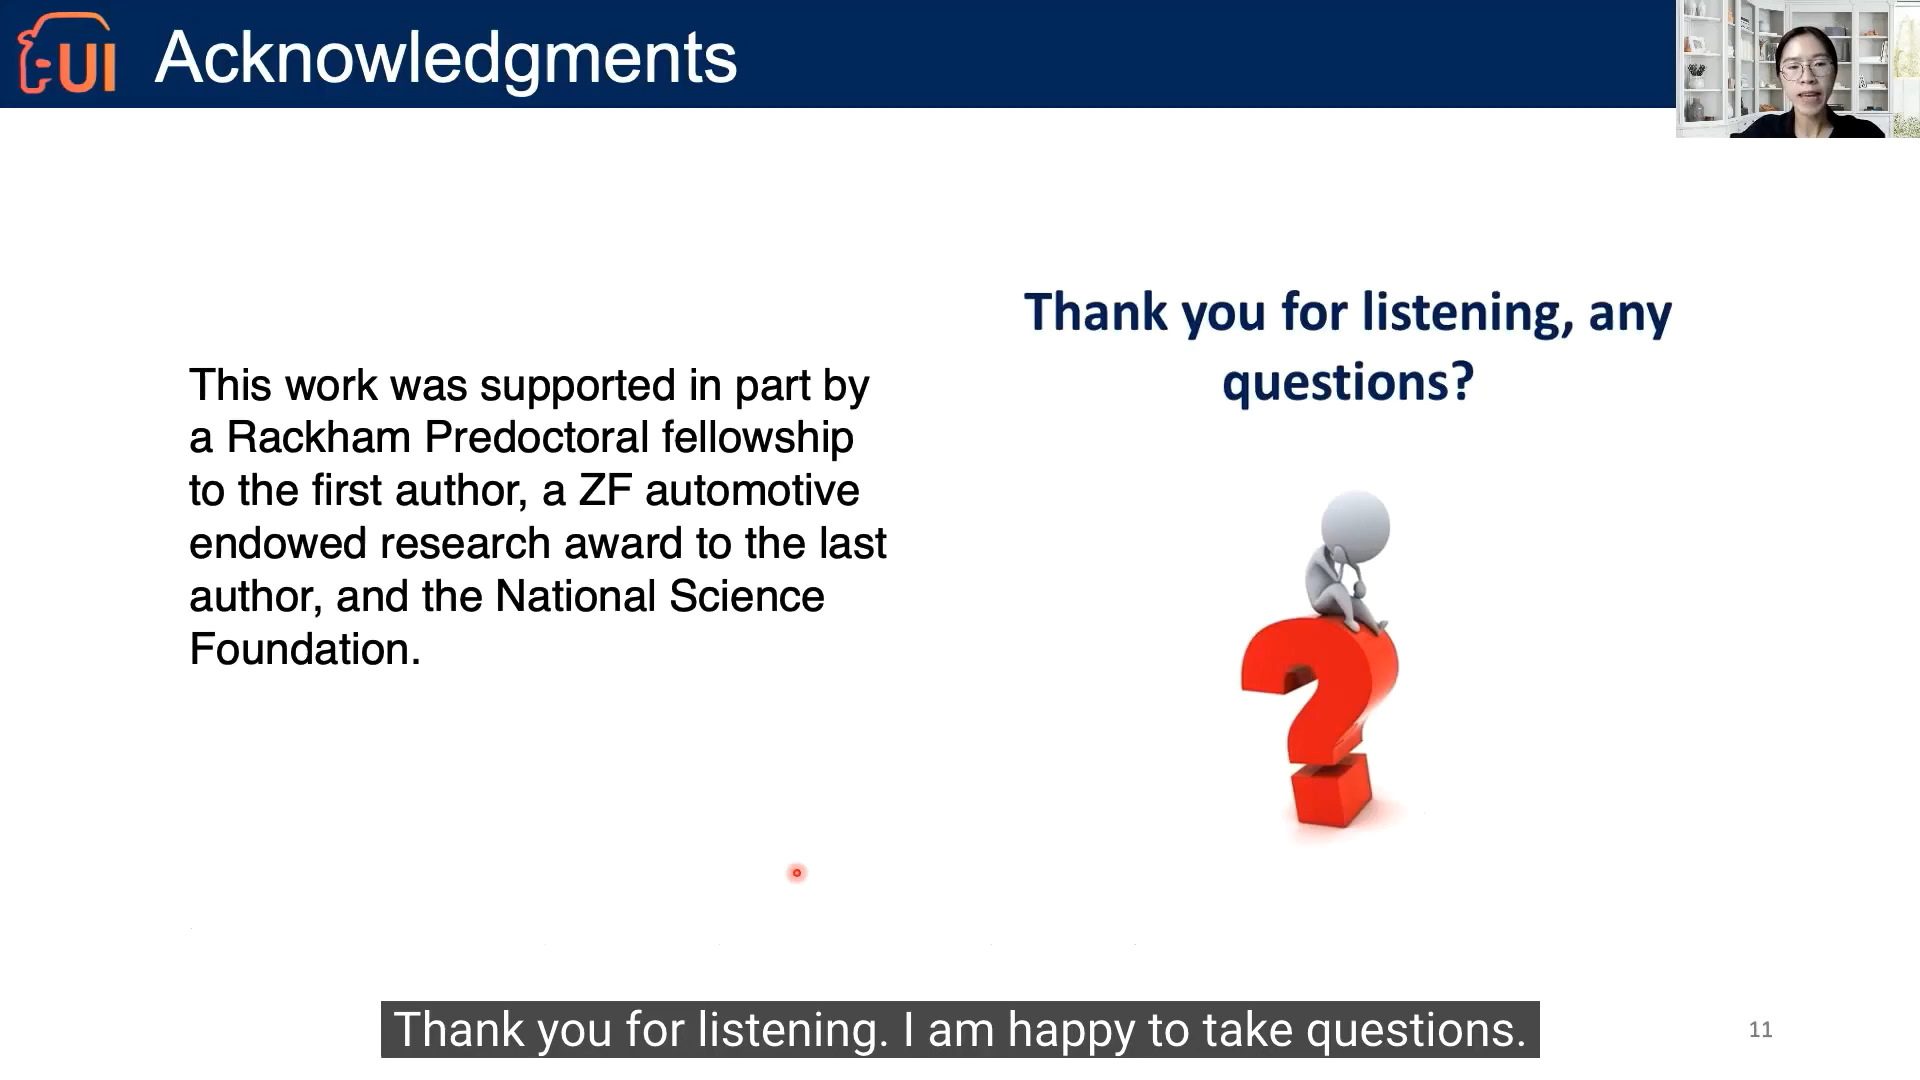 UI
Acknowledgments
This work was supported in part by
a Rackham Predoctoral fellowship
to the first author, a ZF automotive
endowed research award to the last
author, and the National Science
Foundation.
Thank you for listening, any
questions?
?
Thank you for listening. I am happy to take questions.
11